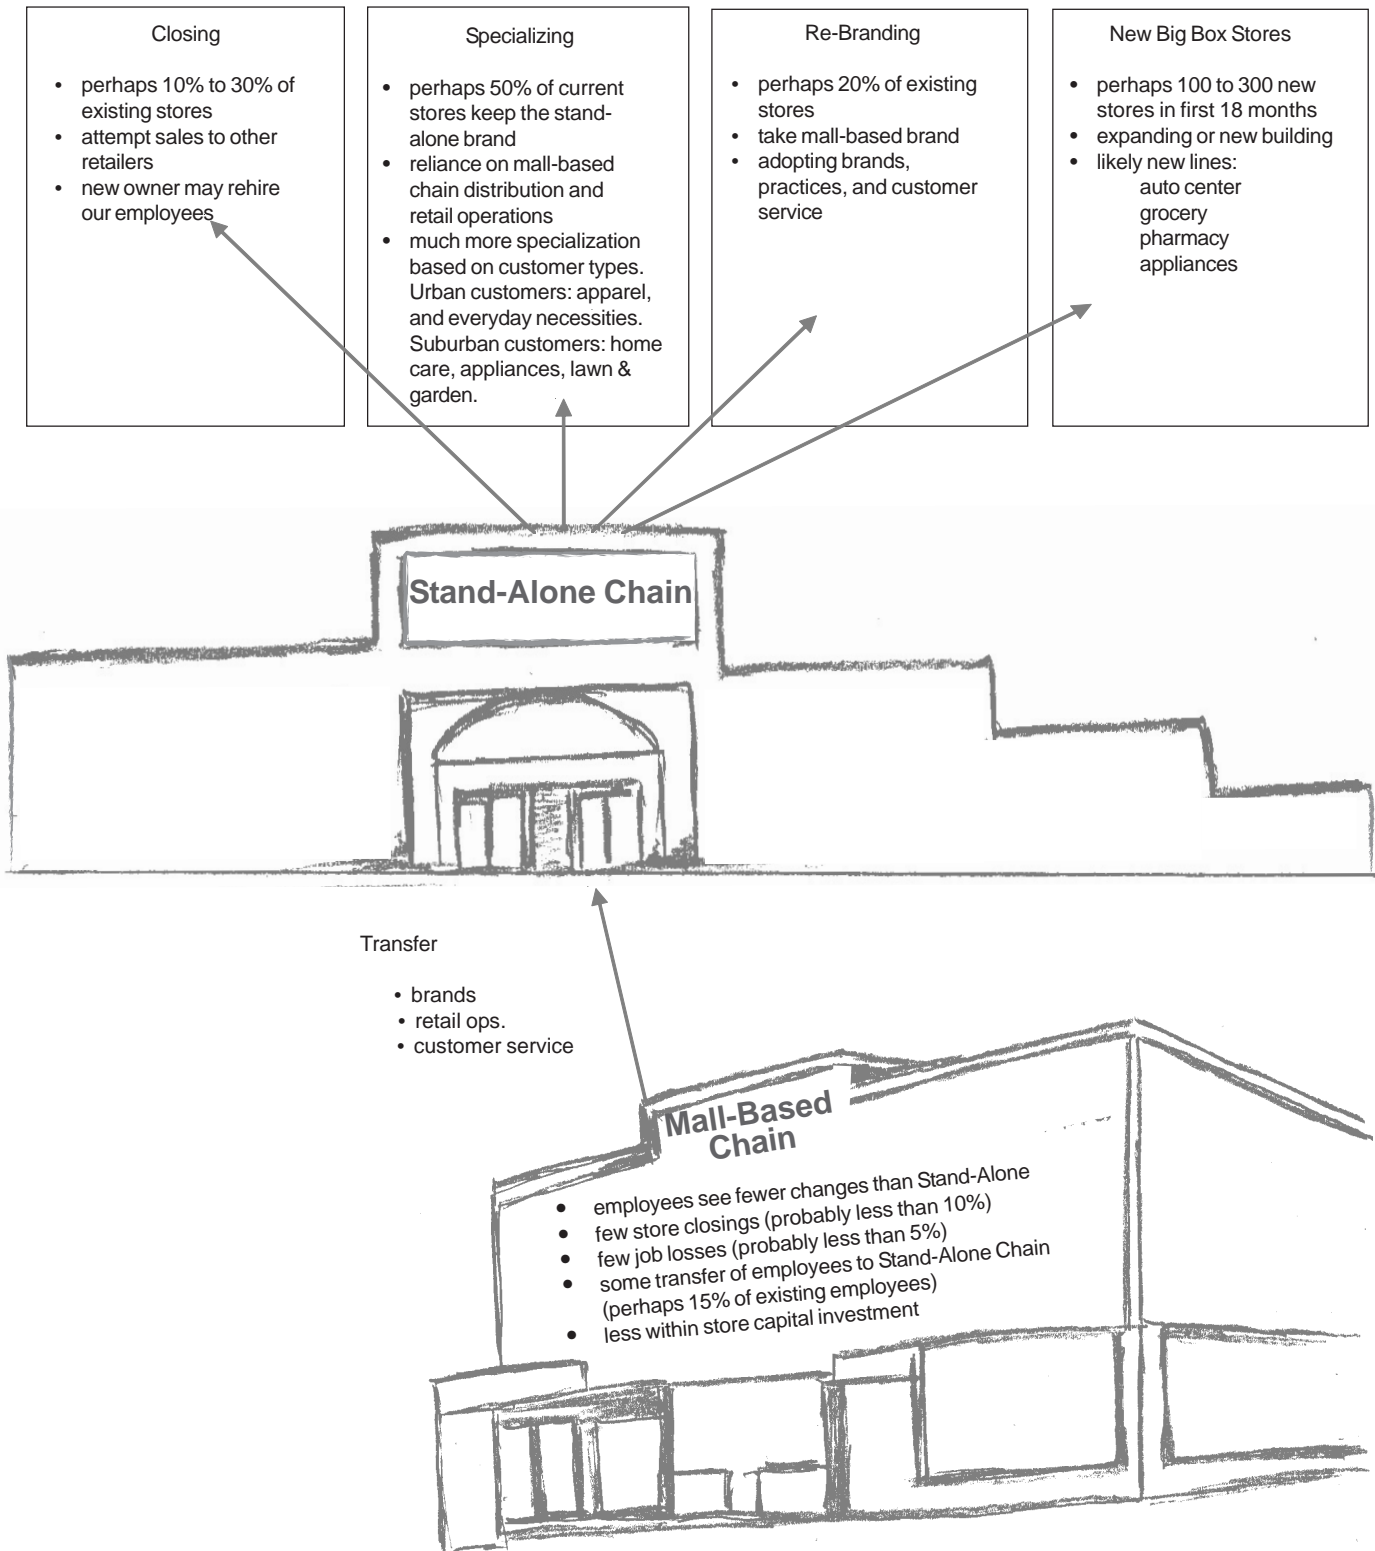 Closing
• perhaps 10% to 30% of
existing stores
• attempt sales to other
retailers
• new owner may rehire
our employees
Specializing
• perhaps 50% of current
stores keep the stand-
alone brand
• reliance on mall-based
chain distribution and
retail operations
• much more specialization
based on customer types.
Urban customers: apparel,
and everyday necessities.
Suburban customers: home
care, appliances, lawn &
garden.
Re-Branding
• perhaps 20% of existing
stores
• take mall-based brand
• adopting brands,
practices, and customer
service
New Big Box Stores
• perhaps 100 to 300 new
stores in first 18 months
• expanding or new building
• likely new lines:
auto center
grocery
pharmacy
appliances
Stand-Alone Chain
Transfer
• brands
• retail ops.
• customer service
Mall-Based
Chain
• employees see fewer changes than Stand-Alone
• few store closings (probably less than 10%)
• few job losses (probably less than 5%)
• some transfer of employees to Stand-Alone Chain
(perhaps 15% of existing employees)
• less within store capital investment